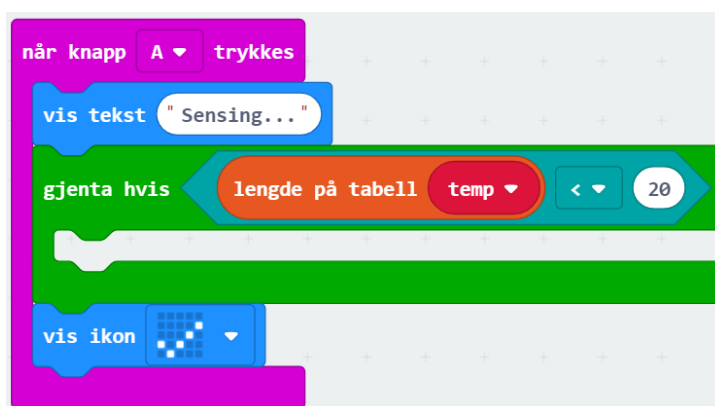 når knapp A trykkes
vis tekst "Sensing..."
gjenta hvis lengde på tabell temp < 20
vis ikon